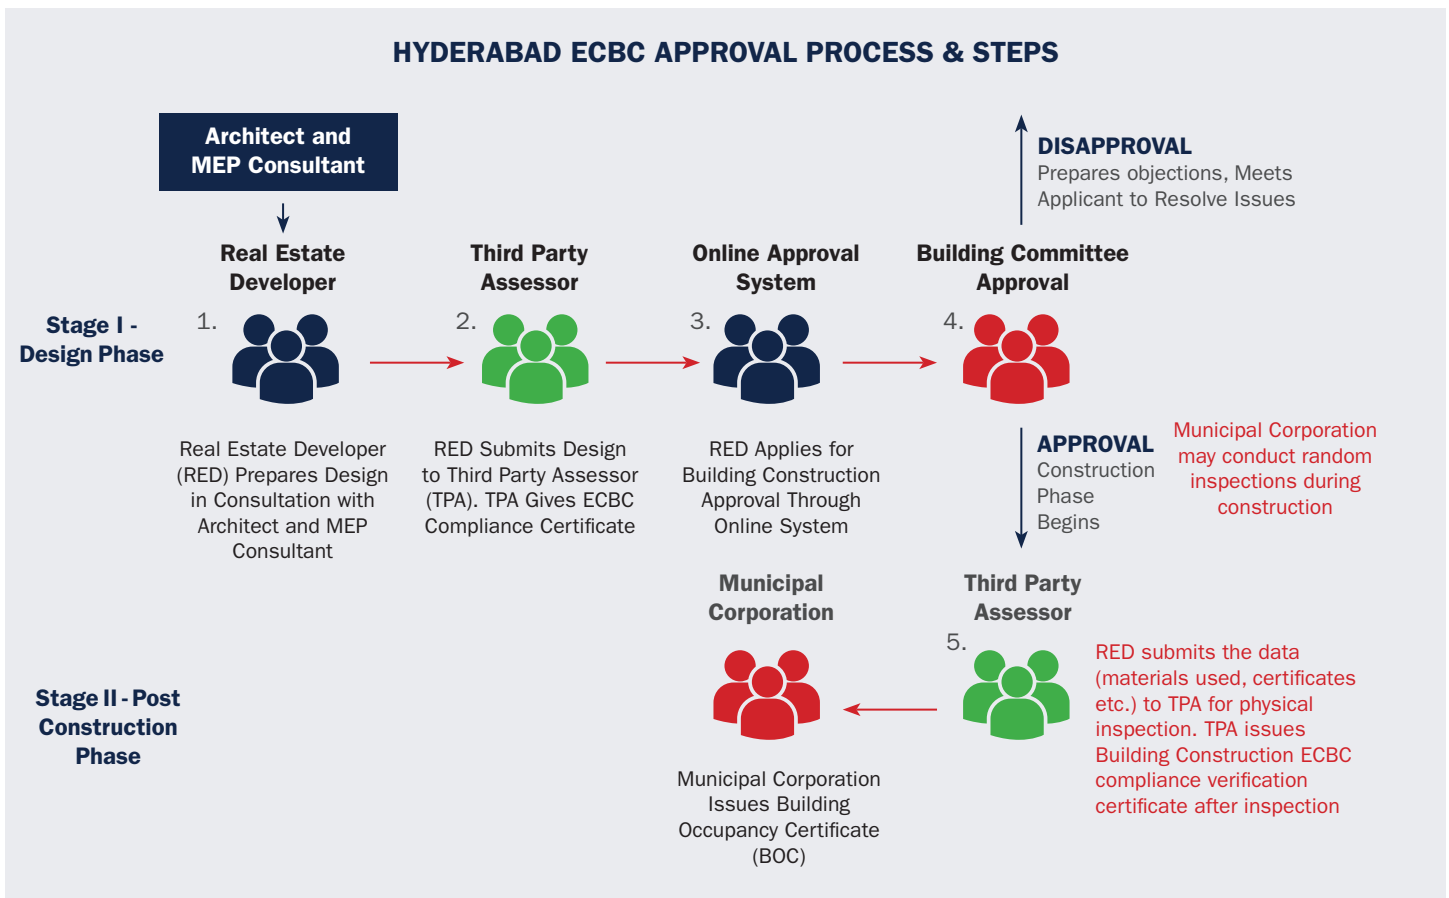 HYDERABAD ECBC APPROVAL PROCESS & STEPS
Architect and
MEP Consultant
DISAPPROVAL
Prepares objections, Meets
Applicant to Resolve Issues
Stage I -
Design Phase
Real Estate
Developer
1.
Real Estate Developer
(RED) Prepares Design
in Consultation with
Architect and MEP
Consultant
Third Party
Assessor
2.
RED Submits Design
to Third Party Assessor
(TPA). TPA Gives ECBC
Compliance Certificate
Online Approval
System
3.
RED Applies for
Building Construction
Approval Through
Online System
Building Committee
Approval
4.
APPROVAL
Construction
Phase
Begins
Municipal Corporation
may conduct random
inspections during
construction
Stage II - Post
Construction
Phase
Third Party
Assessor
5.
RED submits the data
(materials used, certificates
etc.) to TPA for physical
inspection. TPA issues
Building Construction ECBC
compliance verification
certificate after inspection
Municipal
Corporation
Municipal Corporation
Issues Building
Occupancy Certificate
(BOC)